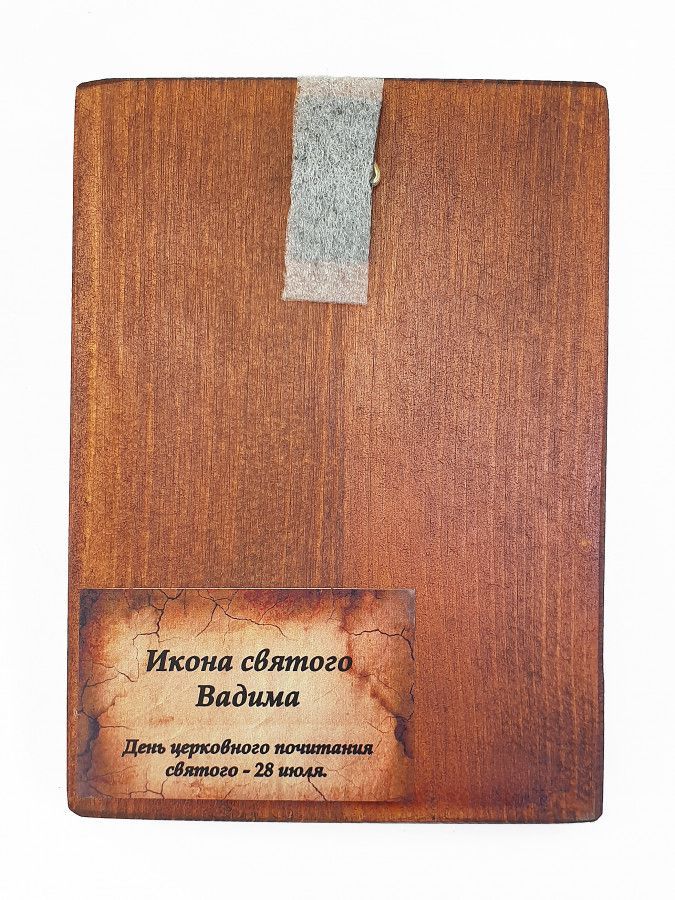 Икона святого
Вадима
День церковного почитания
святого - 28 июля.